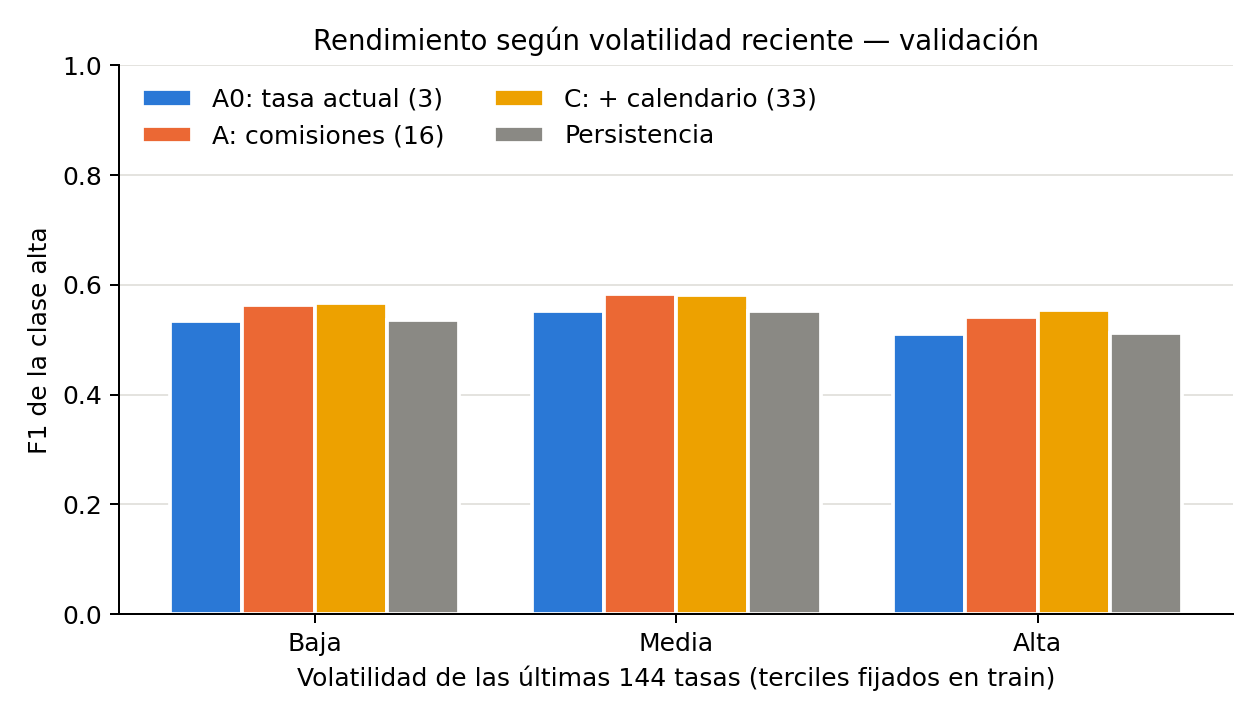 Rendimiento según volatilidad reciente — validación
A0: tasa actual (3)
A: comisiones (16)
C: + calendario (33)
Persistencia
F1 de la clase alta
1.0
0.8
0.6
0.4
0.2
0.0
Baja
Media
Alta
Volatilidad de las últimas 144 tasas (terciles fijados en train)